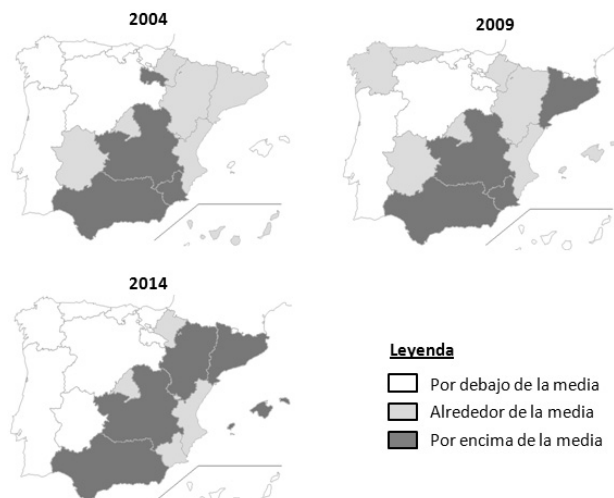 2004
2009
2014
Leyenda
Por debajo de la media
Alrededor de la media
Por encima de la media